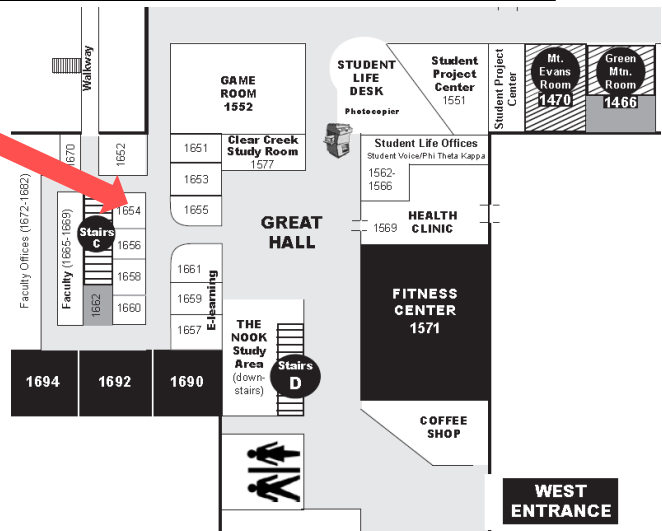 Walkway
GAME
ROOM
1552
STUDENT
LIFE
DESK
Photocopier
Student
Project
Center
1551
Student Project
Center
Mt.
Evans
Room
1470
Green
Mtn.
Room
1466
1670
1652
1651
Clear Creek
Study Room
1577
Student Life Offices
Student Voice/Phi Theta Kappa
1653
1562-
1566
Faculty Offices (1672-1682)
Faculty (1665-1669)
Stairs
C
1654
1655
GREAT
HALL
1569
HEALTH
CLINIC
1656
1658
1661
1662
1660
1659
1657
E-learning
FITNESS
CENTER
1571
THE
NOOK
Study
Area
(down-
stairs)
Stairs
D
1694
1692
1690
COFFEE
SHOP
WEST
ENTRANCE